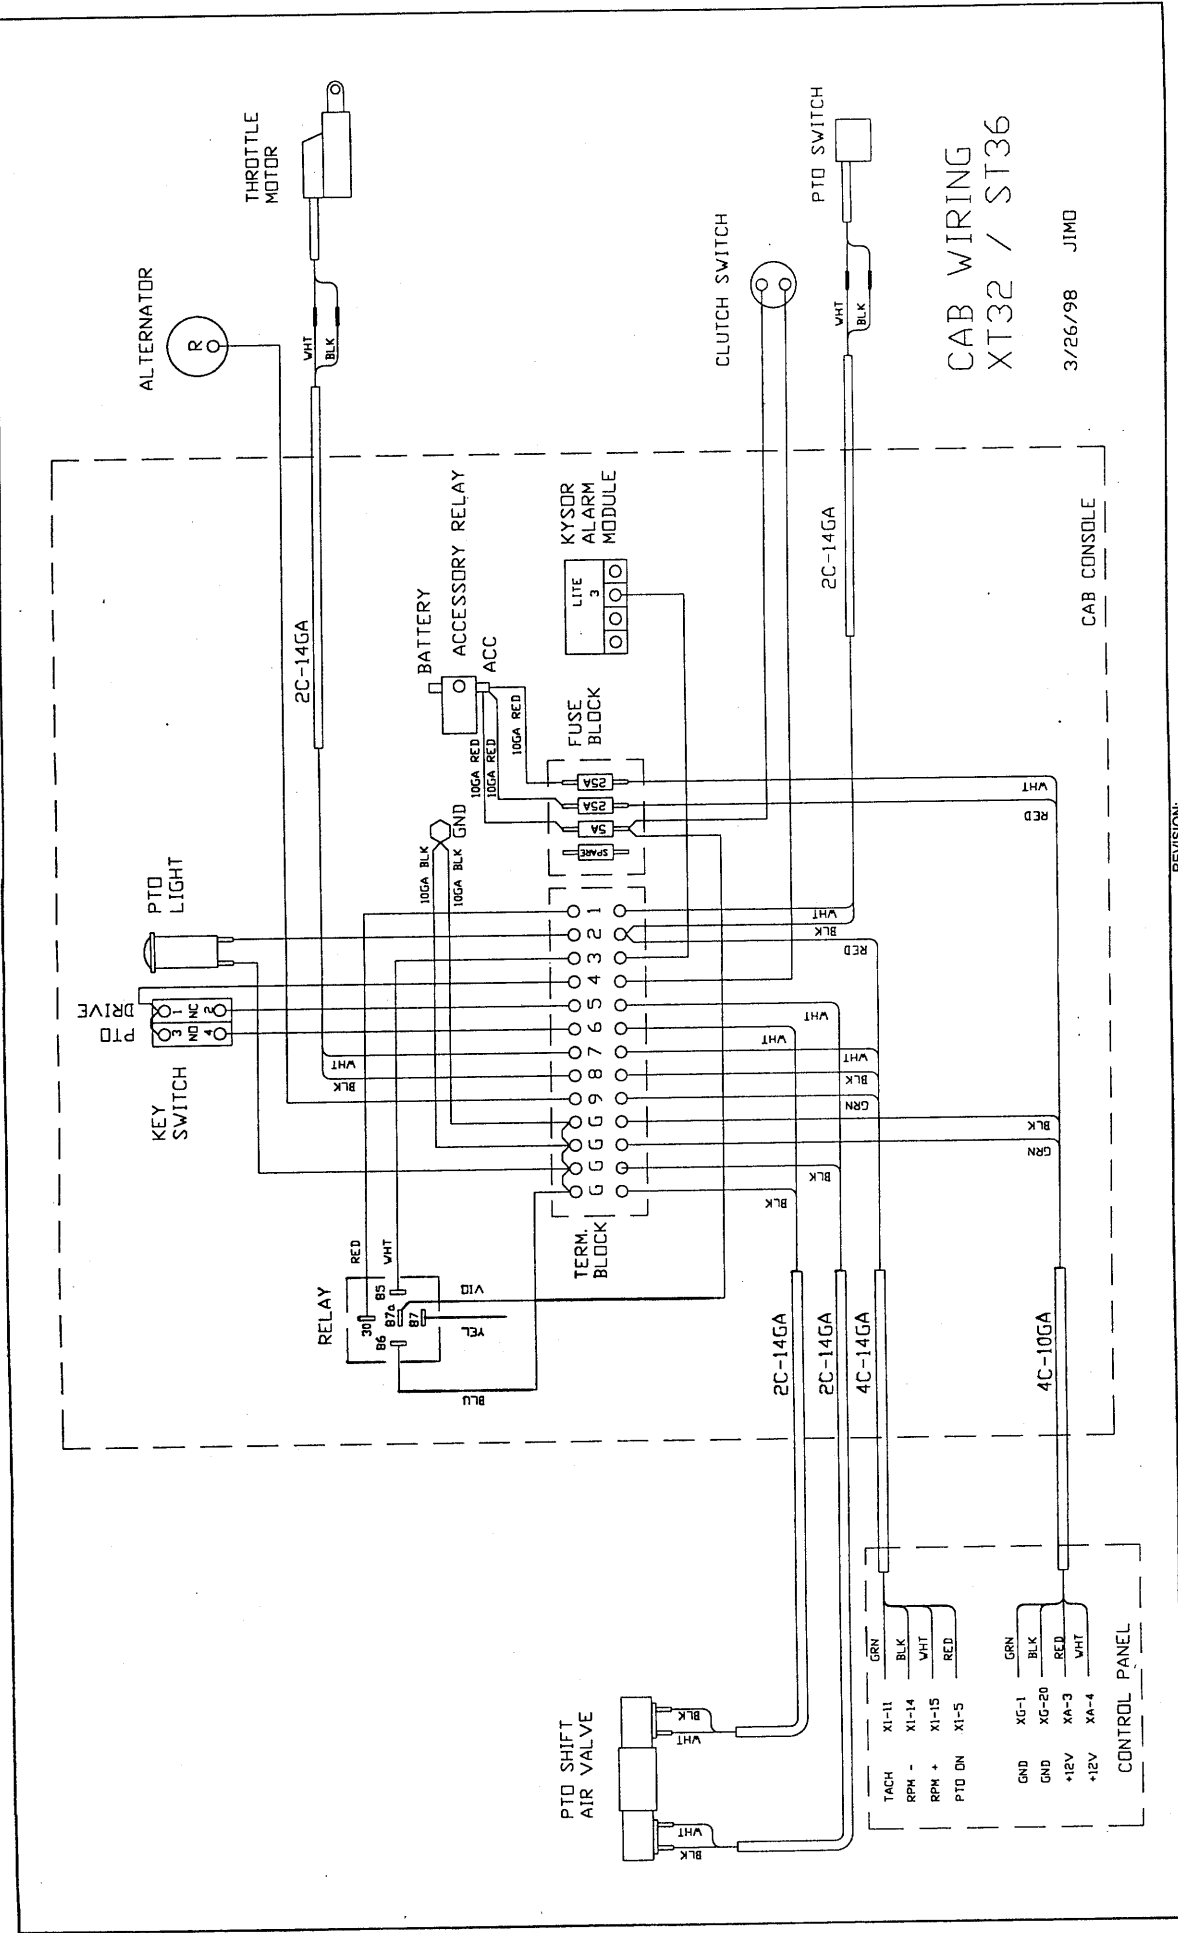 THROTTLE
MOTOR
ALTERNATOR
R
WHT
BLK
2C-14GA
PTO
LIGHT
DRIVE
PTO
1 NC 2
3 NO 4
KEY
SWITCH
WHT
BLK
BATTERY
ACCESSORY RELAY
ACC
10GA RED
10GA RED
10GA RED
GND
10GA BLK
10GA BLK
KYSOR
ALARM
MODULE
LITE
3
FUSE
BLOCK
25A
25A
5A
SPARE
1
2
3
4
5
6
7
8
9
G
G
G
G
TERM.
BLOCK
RELAY
RED
WHT
30
85
87a
87
86
VIO
YEL
BLU
CLUTCH SWITCH
PTO SWITCH
WHT
BLK
2C-14GA
WHT
BLK
RED
WHT
WHT
WHT
BLK
GRN
BLK
BLK
WHT
RED
BLK
GRN
2C-14GA
2C-14GA
4C-14GA
4C-10GA
CAB CONSOLE
PTO SHIFT
AIR VALVE
BLK
WHT
WHT
BLK
TACH X1-11 GRN
RPM - X1-14 BLK
RPM + X1-15 WHT
PTO ON X1-5 RED
GND XG-1 GRN
GND XG-20 BLK
+12V XA-3 RED
+12V XA-4 WHT
CONTROL PANEL
CAB WIRING
XT32 / ST36
3/26/98 JIMO
REVISION: